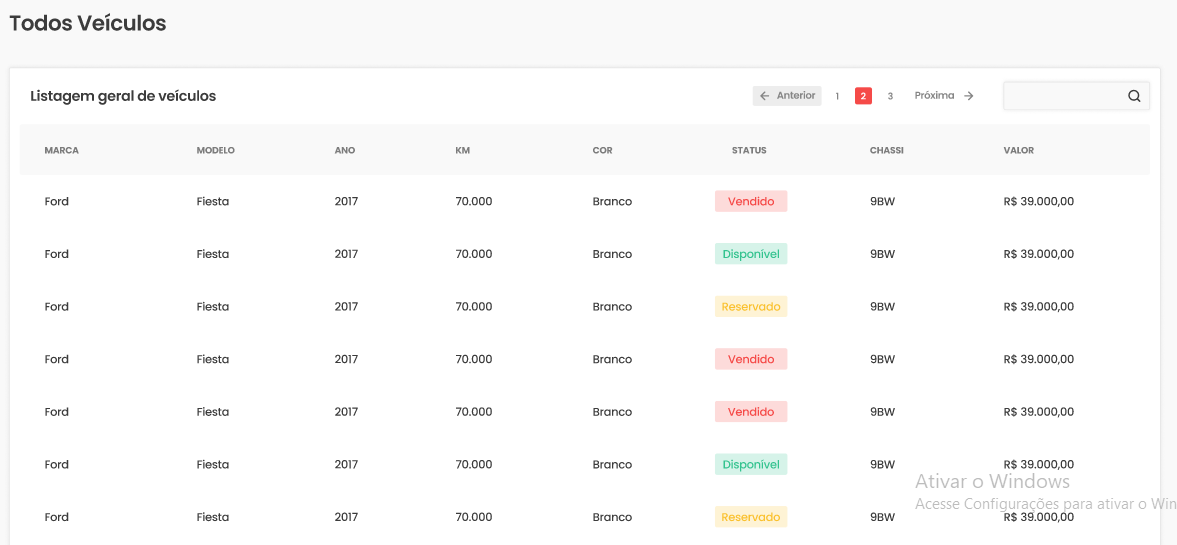 Todos Veículos
Listagem geral de veículos
← Anterior 1 2 3 Próxima →
MARCA MODELO ANO KM COR STATUS CHASSI VALOR
Ford Fiesta 2017 70.000 Branco Vendido 9BW R$ 39.000,00
Ford Fiesta 2017 70.000 Branco Disponível 9BW R$ 39.000,00
Ford Fiesta 2017 70.000 Branco Reservado 9BW R$ 39.000,00
Ford Fiesta 2017 70.000 Branco Vendido 9BW R$ 39.000,00
Ford Fiesta 2017 70.000 Branco Vendido 9BW R$ 39.000,00
Ford Fiesta 2017 70.000 Branco Disponível 9BW R$ 39.000,00
Ativar o Windows
Acesse Configurações para ativar o Win
Ford Fiesta 2017 70.000 Branco Reservado 9BW R$ 39.000,00